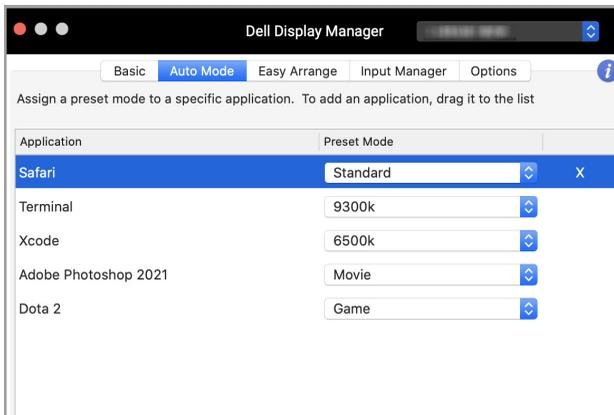 Dell Display Manager
Basic Auto Mode Easy Arrange Input Manager Options i
Assign a preset mode to a specific application. To add an application, drag it to the list
Application Preset Mode
Safari Standard X
Terminal 9300k
Xcode 6500k
Adobe Photoshop 2021 Movie
Dota 2 Game